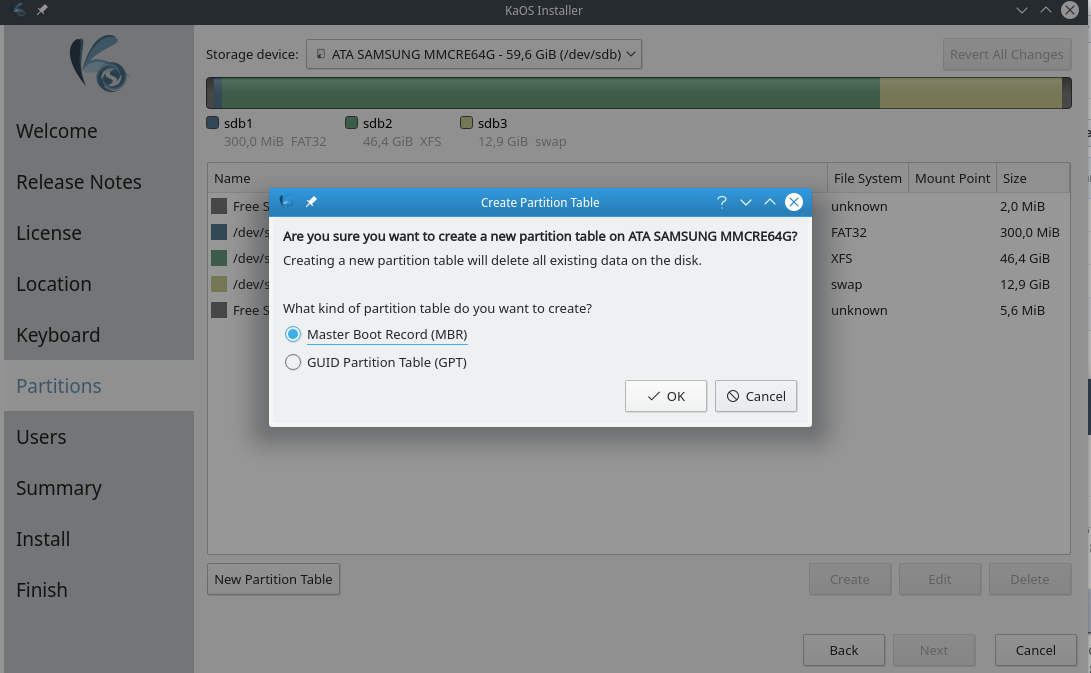 KaOS Installer
Storage device: ATA SAMSUNG MMCRE64G - 59,6 GiB (/dev/sdb)
Revert All Changes
Welcome
Release Notes
License
Location
Keyboard
Partitions
Users
Summary
Install
Finish
sdb1 sdb2 sdb3
300,0 MiB FAT32 46,4 GiB XFS 12,9 GiB swap
Name File System Mount Point Size
Free S unknown 2,0 MiB
/dev/s FAT32 300,0 MiB
/dev/s XFS 46,4 GiB
/dev/s swap 12,9 GiB
Free S unknown 5,6 MiB
Create Partition Table
Are you sure you want to create a new partition table on ATA SAMSUNG MMCRE64G?
Creating a new partition table will delete all existing data on the disk.
What kind of partition table do you want to create?
Master Boot Record (MBR)
GUID Partition Table (GPT)
OK Cancel
New Partition Table Create Edit Delete
Back Next Cancel